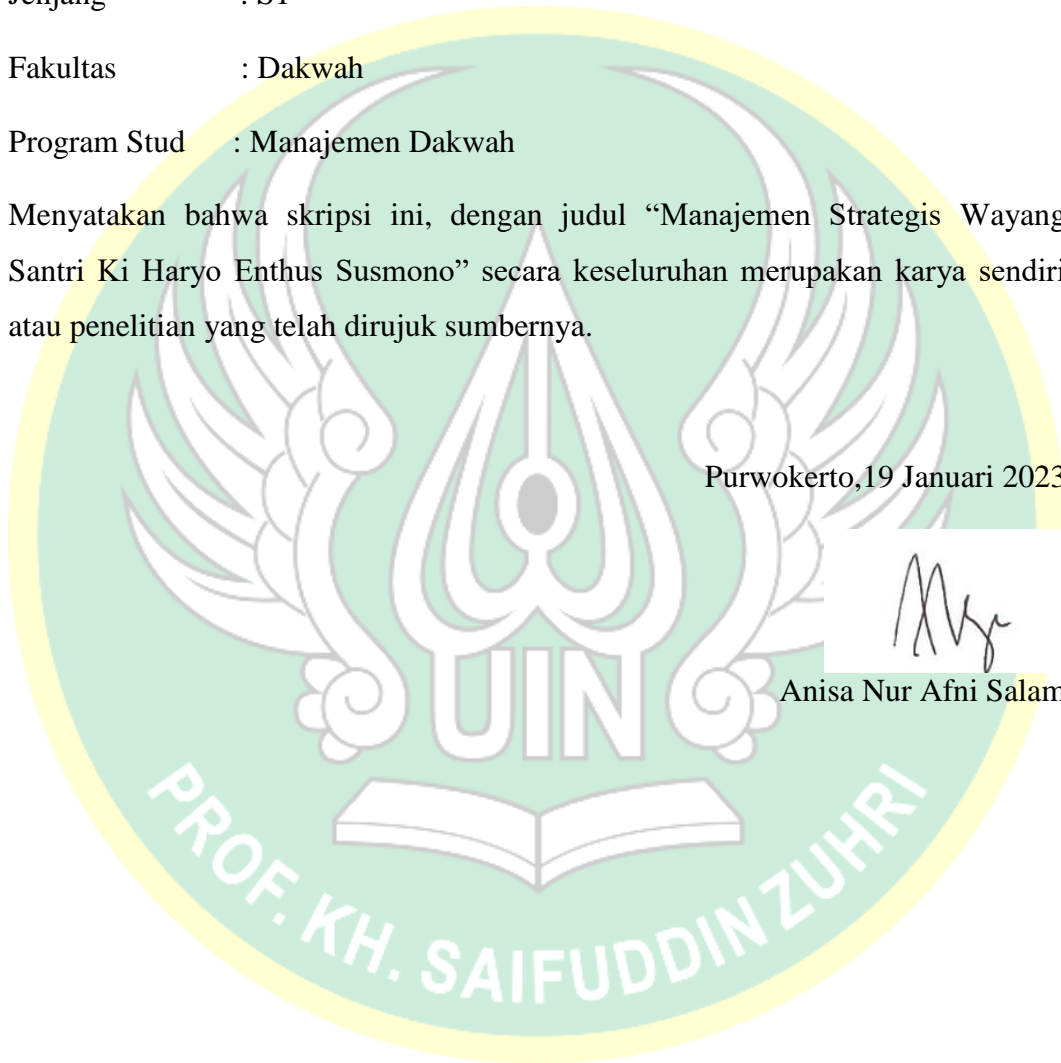 Jenjang : S1
Fakultas : Dakwah
Program Stud : Manajemen Dakwah
Menyatakan bahwa skripsi ini, dengan judul “Manajemen Strategis Wayang
Santri Ki Haryo Enthus Susmono” secara keseluruhan merupakan karya sendiri
atau penelitian yang telah dirujuk sumbernya.
Purwokerto,19 Januari 2023
Anisa Nur Afni Salam
UIN
PROF. KH. SAIFUDDIN ZUHRI